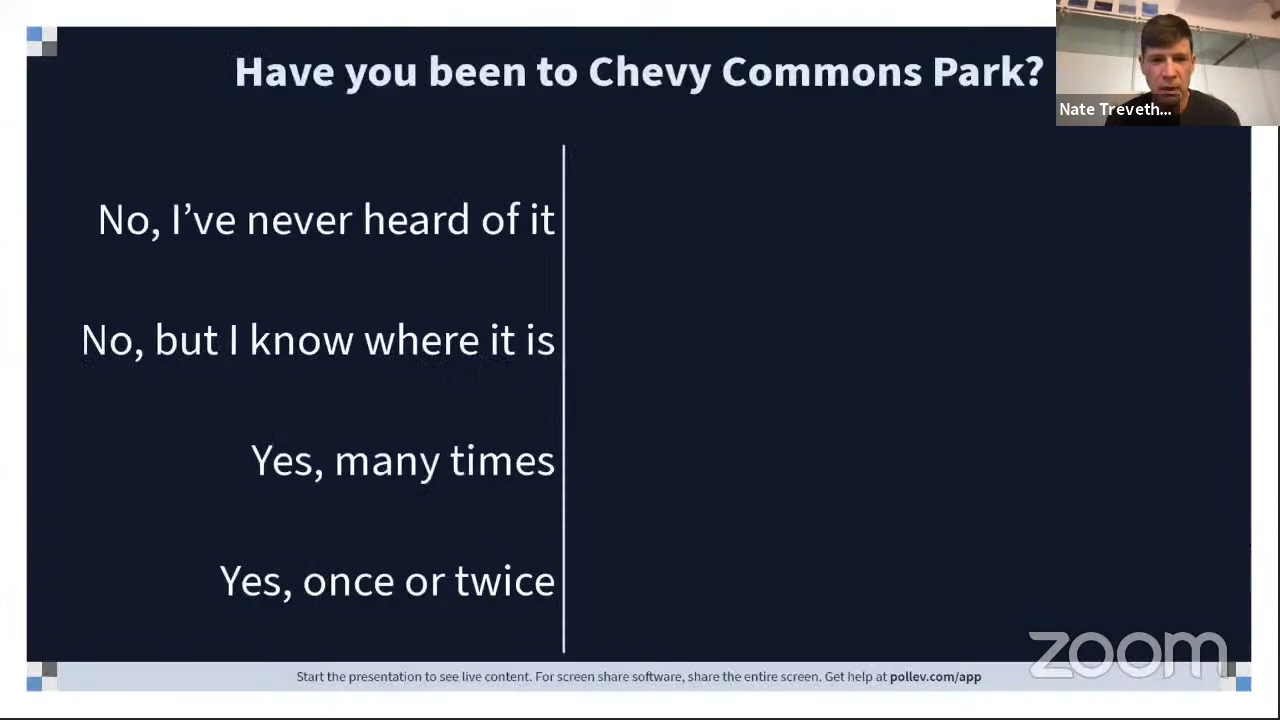 Have you been to Chevy Commons Park?
Nate Treveth...
No, I’ve never heard of it
No, but I know where it is
Yes, many times
Yes, once or twice
zoom
Start the presentation to see live content. For screen share software, share the entire screen. Get help at pollev.com/app